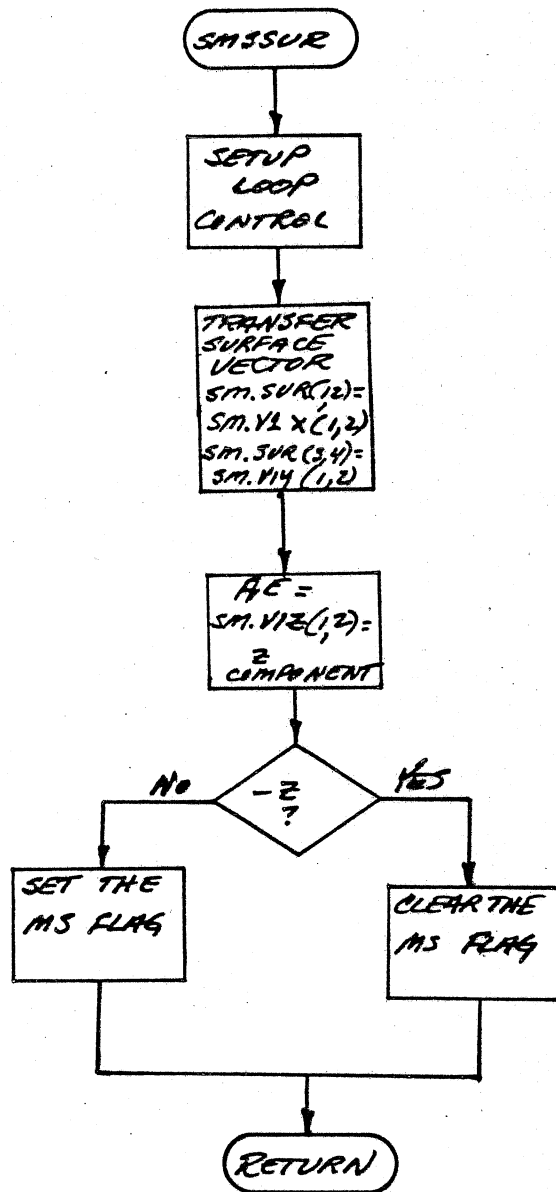 SMSSUR
SETUP
LOOP
CONTROL
TRANSFER
SURFACE
VECTOR
SM.SUR(1,2)=
SM.V1X(1,2)
SM.SUR(3,4)=
SM.V1Y(1,2)
AE =
SM.V1Z(1,2)=
Z
COMPONENT
-Z
?
NO
YES
SET THE
MS FLAG
CLEAR THE
MS FLAG
RETURN